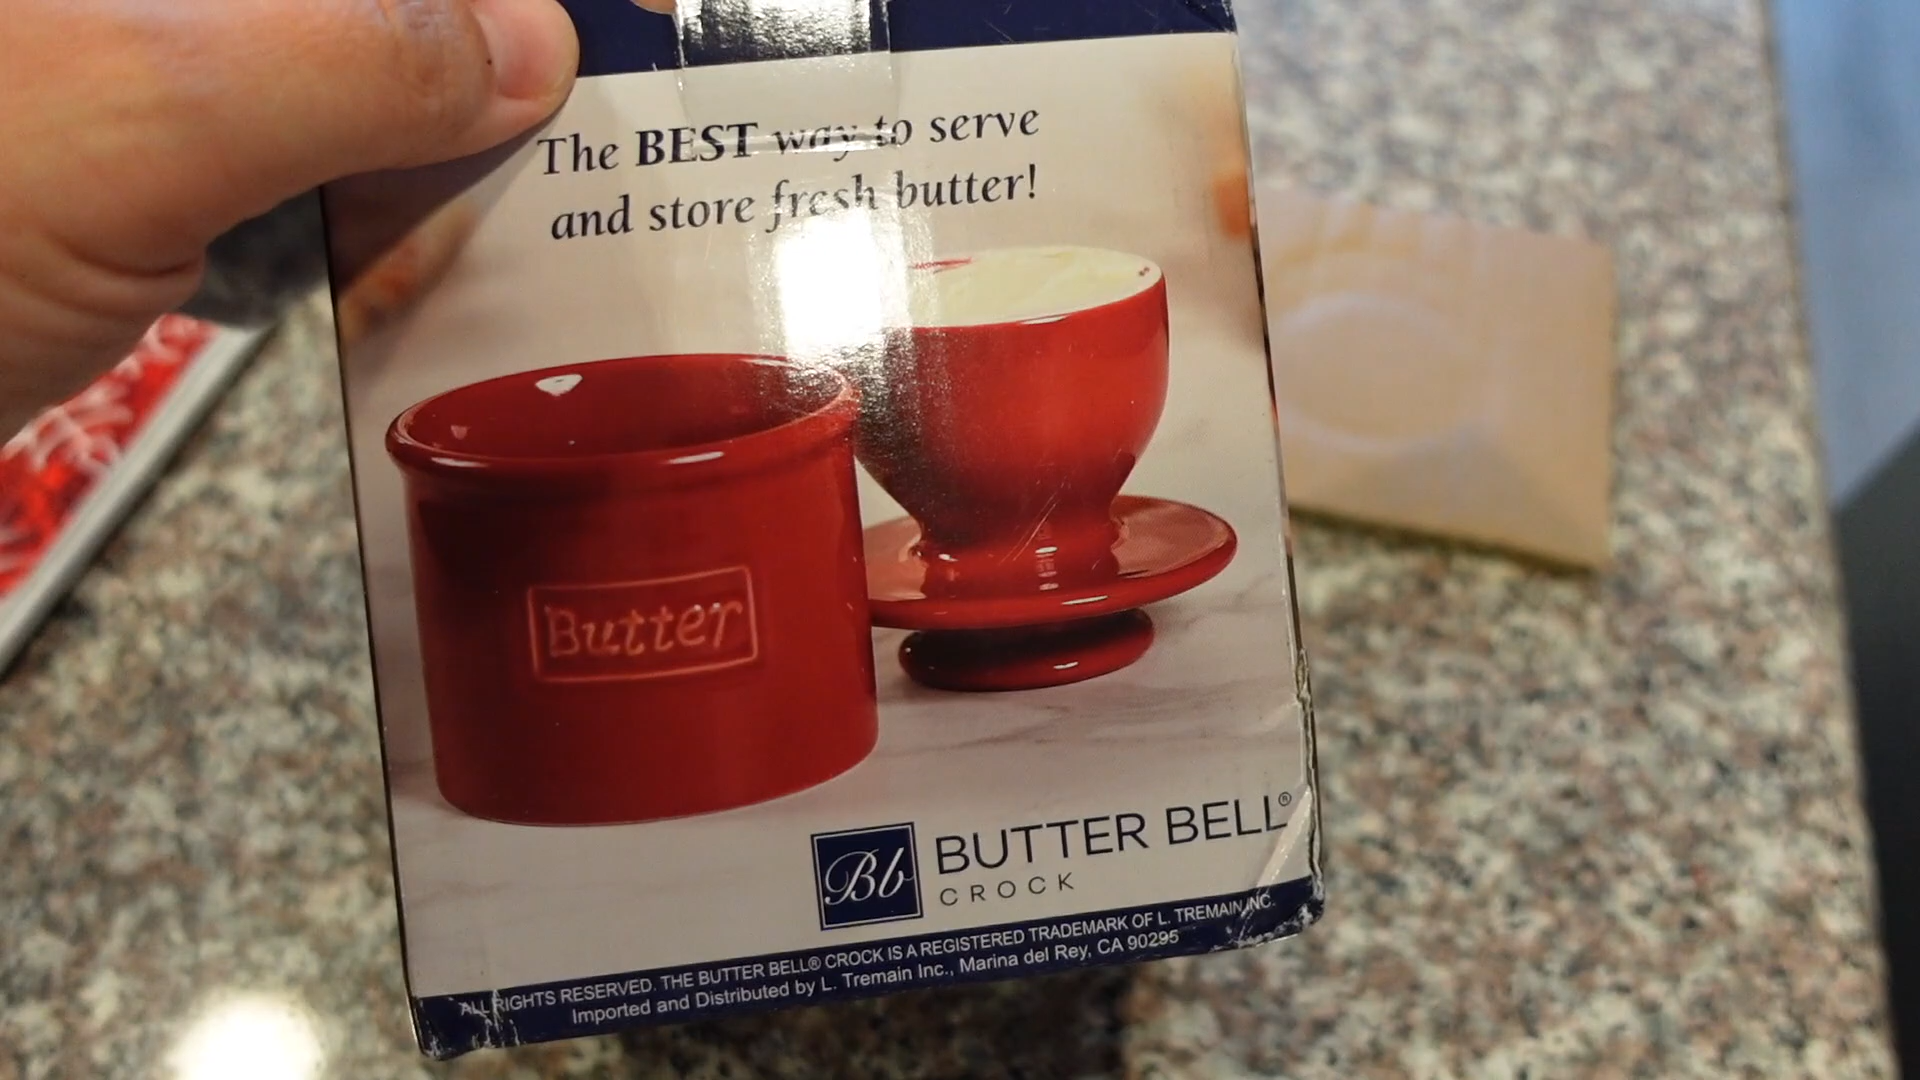 The BEST way to serve
and store fresh butter!
Butter
Bb
BUTTER BELL®
CROCK
ALL RIGHTS RESERVED. THE BUTTER BELL® CROCK IS A REGISTERED TRADEMARK OF L. TREMAIN, INC.
Imported and Distributed by L. Tremain Inc., Marina del Rey, CA 90295